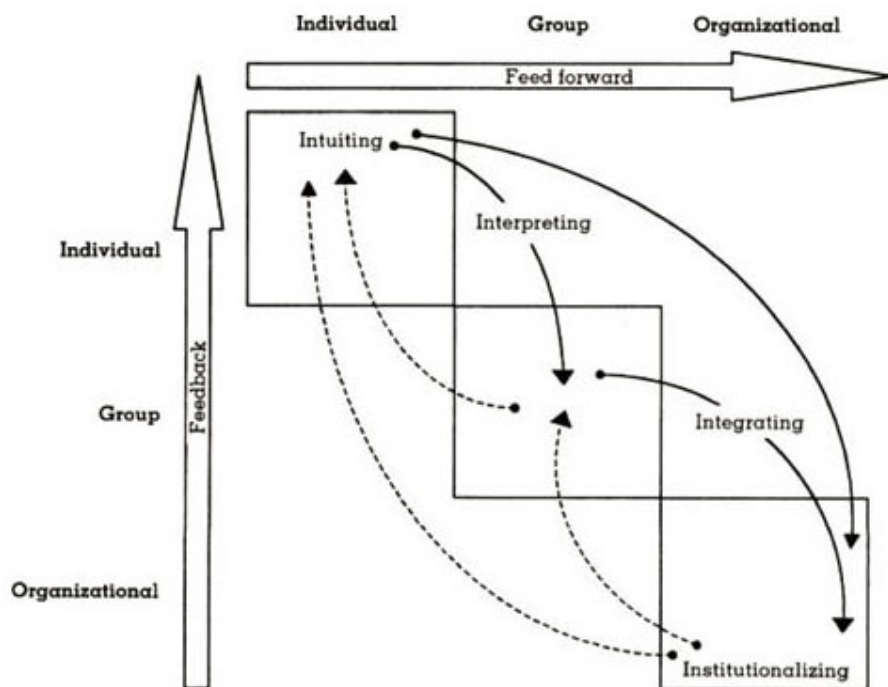 Individual
Group
Organizational
Feed forward
Intuiting
Interpreting
Individual
Feedback
Group
Integrating
Organizational
Institutionalizing